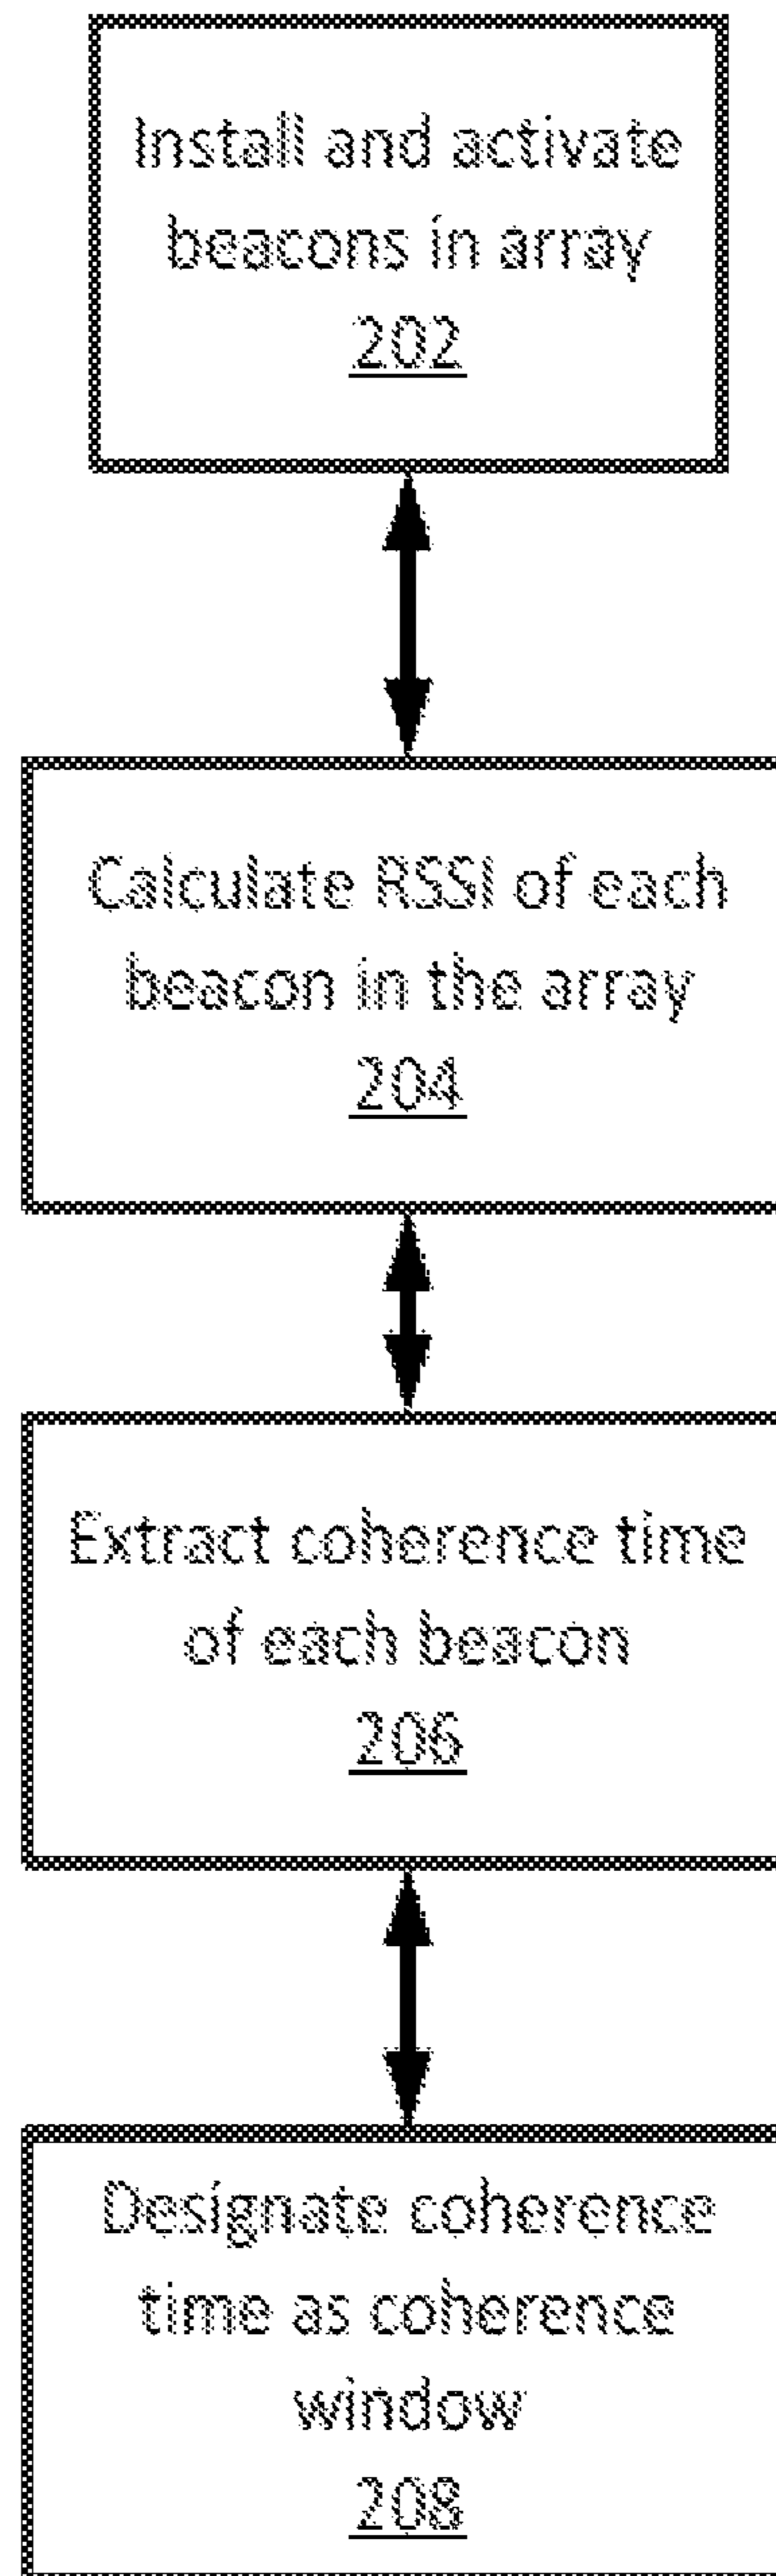 Install and activate
beacons in array
202
Calculate RSSI of each
beacon in the array
204
Extract coherence time
of each beacon
206
Designate coherence
time as coherence
window
208